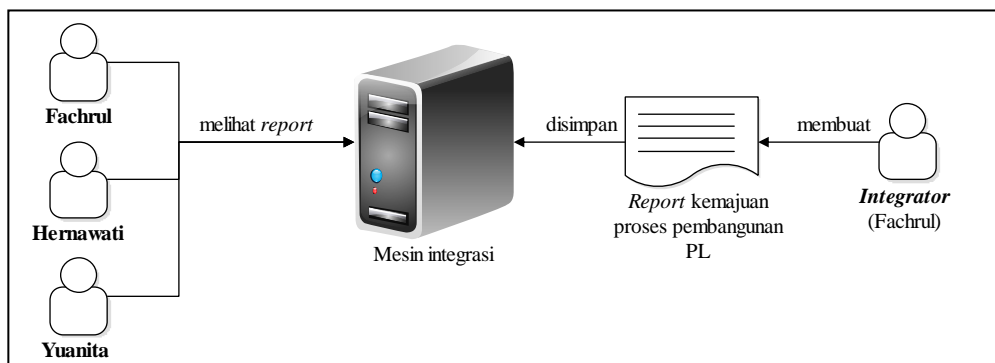 Fachrul
Hernawati
Yuanita
melihat report
Mesin integrasi
disimpan
Report kemajuan
proses pembangunan
PL
membuat
Integrator
(Fachrul)